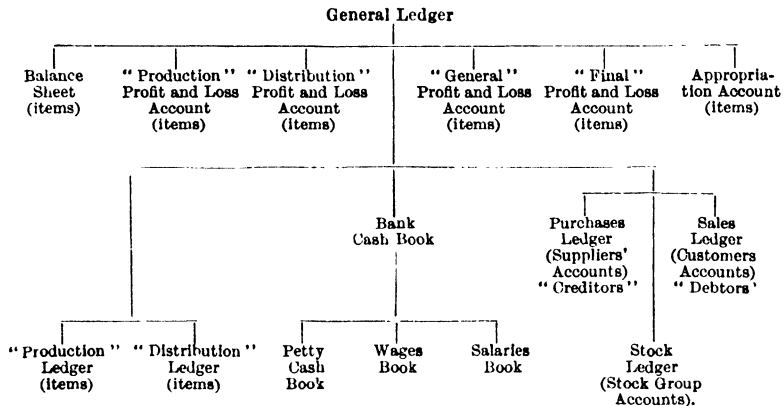 General Ledger
Balance Sheet (items)
"Production" Profit and Loss Account (items)
"Distribution" Profit and Loss Account (items)
"General" Profit and Loss Account (items)
"Final" Profit and Loss Account (items)
Appropria-tion Account (items)
Bank Cash Book
Purchases Ledger (Suppliers' Accounts) "Creditors"
Sales Ledger (Customers Accounts) "Debtors'
"Production" Ledger (items)
"Distribution" Ledger (items)
Petty Cash Book
Wages Book
Salaries Book
Stock Ledger (Stock Group Accounts).